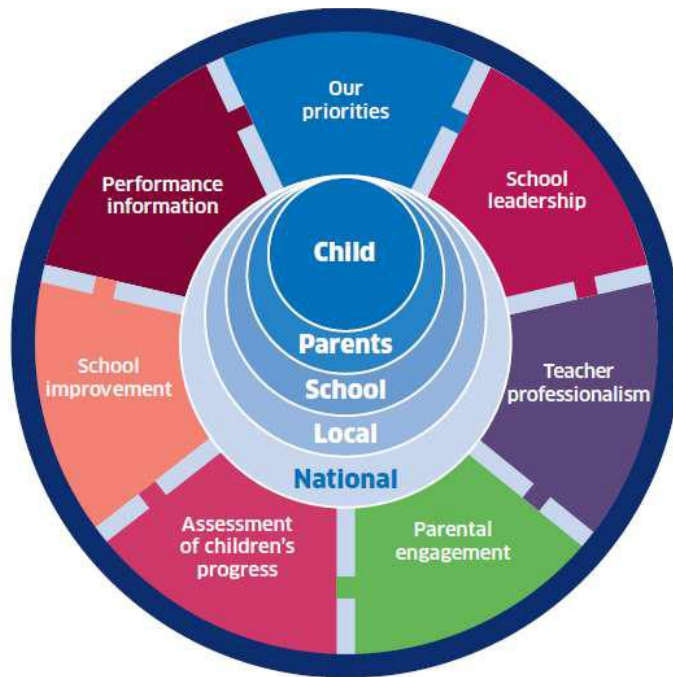 Our
priorities
School
leadership
Teacher
professionalism
Parental
engagement
Assessment
of children's
progress
School
improvement
Performance
information
Child
Parents
School
Local
National